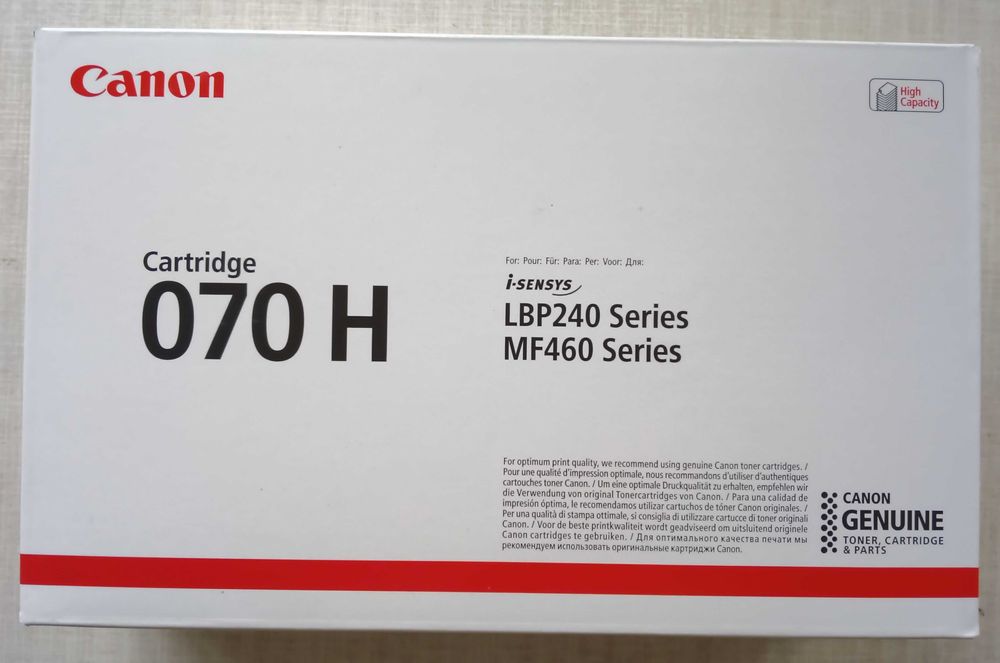 Canon
High
Capacity
Cartridge
070 H
For: Pour: Für: Para: Per: Voor: Для:
i-SENSYS
LBP240 Series
MF460 Series
For optimum print quality, we recommend using genuine Canon toner cartridges. /
Pour une qualité d'impression optimale, nous recommandons d'utiliser d'authentiques
cartouches toner Canon. / Um eine optimale Druckqualität zu erhalten, empfehlen wir
die Verwendung von original Tonercartridges von Canon. / Para una calidad de
impresión óptima, le recomendamos utilizar cartuchos de tóner Canon originales. /
Per una qualità di stampa ottimale, si consiglia di utilizzare cartucce di toner originali
Canon. / Voor de beste printkwaliteit wordt geadviseerd om uitsluitend originele
Canon cartridges te gebruiken. / Для оптимального качества печати мы
рекомендуем использовать оригинальные картриджи Canon.
CANON
GENUINE
TONER, CARTRIDGE
& PARTS